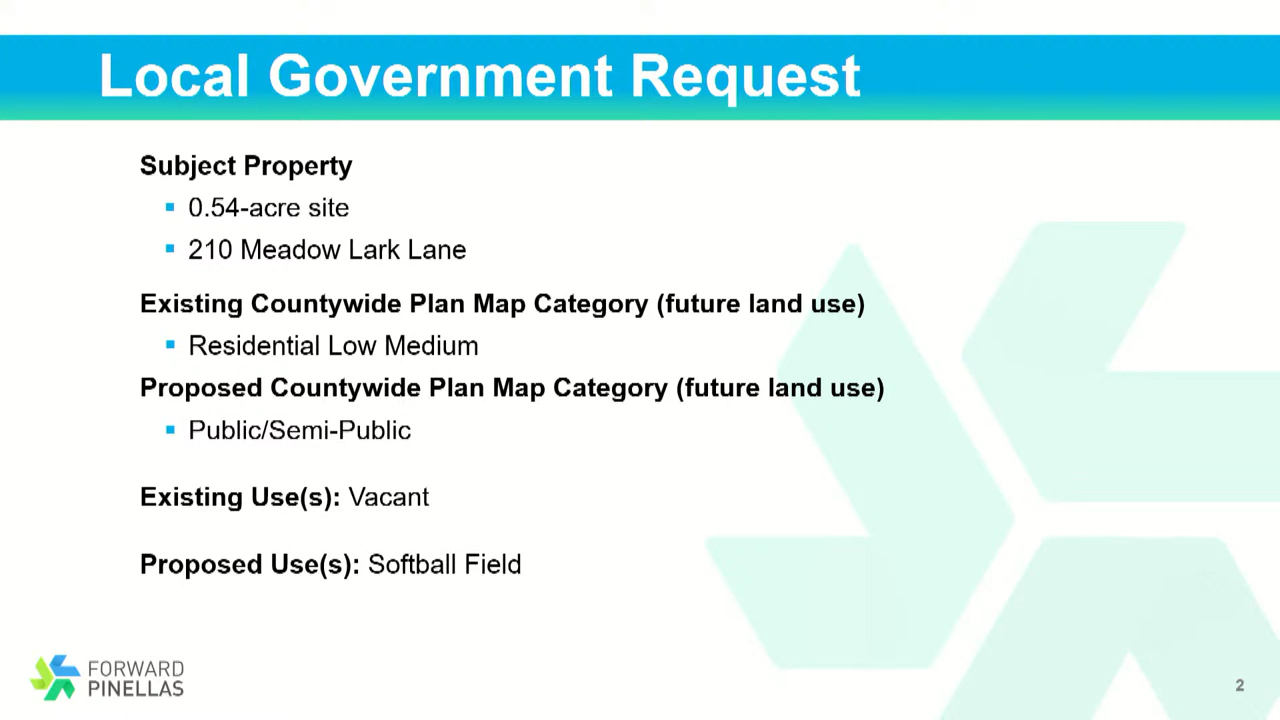 Local Government Request
Subject Property
0.54-acre site
210 Meadow Lark Lane
Existing Countywide Plan Map Category (future land use)
Residential Low Medium
Proposed Countywide Plan Map Category (future land use)
Public/Semi-Public
Existing Use(s): Vacant
Proposed Use(s): Softball Field
FORWARD
PINELLAS
2